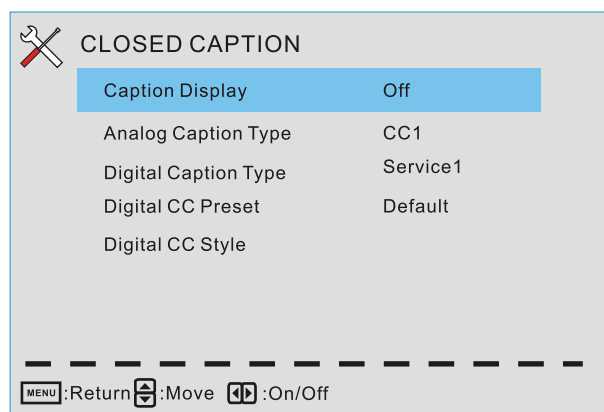 CLOSED CAPTION
Caption Display Off
Analog Caption Type CC1
Digital Caption Type Service1
Digital CC Preset Default
Digital CC Style
MENU :Return :Move :On/Off